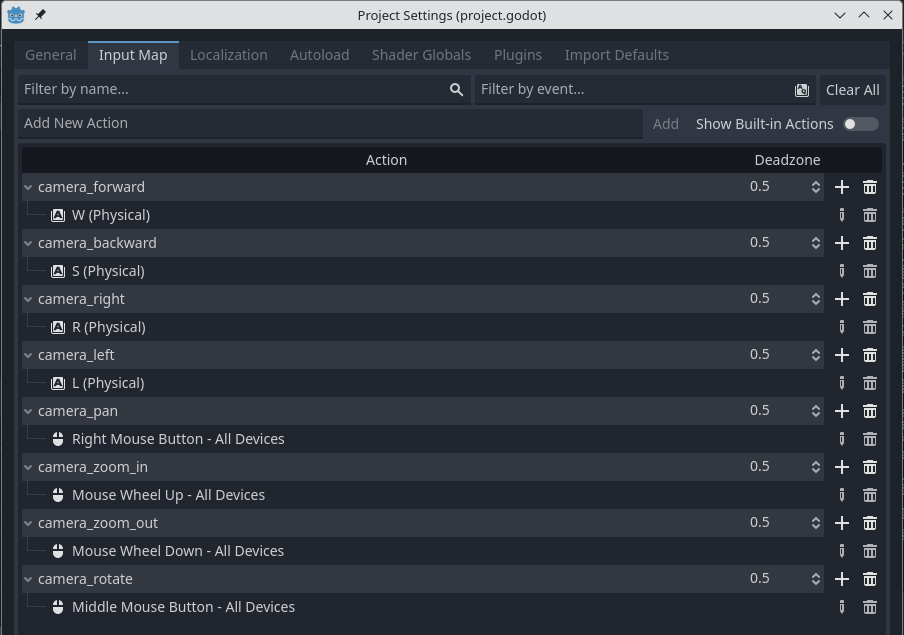 Project Settings (project.godot)
General Input Map Localization Autoload Shader Globals Plugins Import Defaults
Filter by name... Filter by event... Clear All
Add New Action Add Show Built-in Actions
Action Deadzone
camera_forward 0.5
W (Physical)
camera_backward 0.5
S (Physical)
camera_right 0.5
R (Physical)
camera_left 0.5
L (Physical)
camera_pan 0.5
Right Mouse Button - All Devices
camera_zoom_in 0.5
Mouse Wheel Up - All Devices
camera_zoom_out 0.5
Mouse Wheel Down - All Devices
camera_rotate 0.5
Middle Mouse Button - All Devices